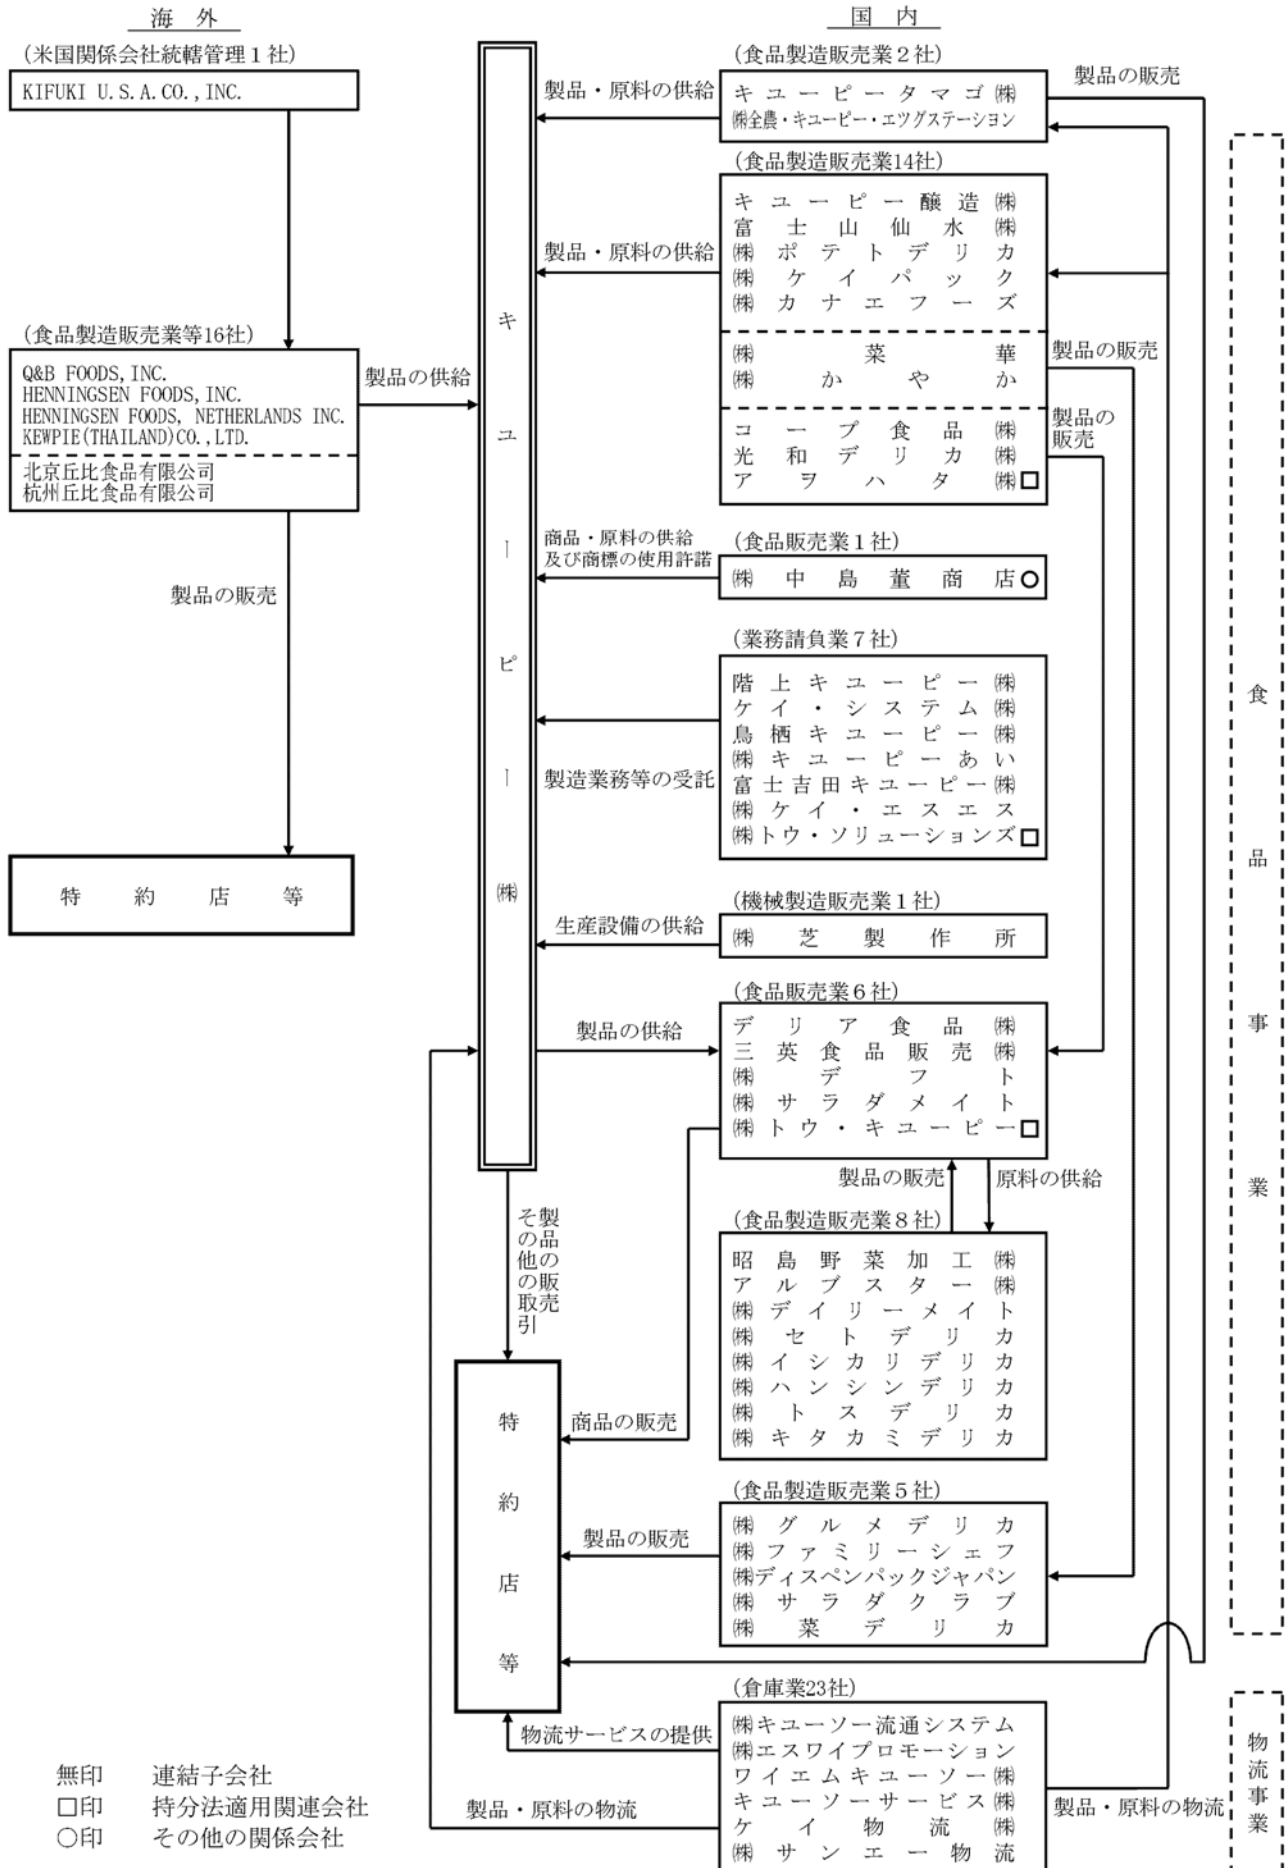 海外
(米国関係会社統轄管理1社)
KIFUKI U.S.A.CO.,INC.
(食品製造販売業等16社)
Q&B FOODS,INC.
HENNINGSEN FOODS,INC.
HENNINGSEN FOODS, NETHERLANDS INC.
KEWPIE(THAILAND)CO.,LTD.
北京丘比食品有限公司
杭州丘比食品有限公司
製品の供給
製品の販売
特約店等
キユーピー㈱
国内
(食品製造販売業2社)
キユーピータマゴ㈱
㈱全農・キユーピー・エツグステーシヨン
製品・原料の供給
製品の販売
(食品製造販売業14社)
キユーピー醸造㈱
富士山仙水㈱
㈱ポテトデリカ
㈱ケイパック
㈱カナエフーズ
㈱菜華
㈱かやか
コープ食品㈱
光和デリカ㈱
アヲハタ㈱□
製品・原料の供給
製品の販売
製品の
販売
(食品販売業1社)
㈱中島董商店○
商品・原料の供給
及び商標の使用許諾
(業務請負業7社)
階上キユーピー㈱
ケイ・システム㈱
鳥栖キユーピー㈱
㈱キユーピーあい
富士吉田キユーピー㈱
㈱ケイ・エスエス
㈱トウ・ソリューションズ□
製造業務等の受託
(機械製造販売業1社)
㈱芝製作所
生産設備の供給
(食品販売業6社)
デリア食品㈱
三英食品販売㈱
㈱デフト
㈱サラダメイト
㈱トウ・キユーピー□
製品の供給
製品の販売
原料の供給
(食品製造販売業8社)
昭島野菜加工㈱
アルブスター㈱
㈱デイリーメイト
㈱セトデリカ
㈱イシカリデリカ
㈱ハンシンデリカ
㈱トスデリカ
㈱キタカミデリカ
製品の販売
その他の取引
特約店等
商品の販売
(食品製造販売業5社)
㈱グルメデリカ
㈱ファミリーシェフ
㈱ディスペンパックジャパン
㈱サラダクラブ
㈱菜デリカ
製品の販売
(倉庫業23社)
㈱キユーソー流通システム
㈱エスワイプロモーション
ワイエムキユーソー㈱
キユーソーサービス㈱
ケイ物流㈱
㈱サンエー物流
物流サービスの提供
製品・原料の物流
製品・原料の物流
食品事業
物流事業
無印 連結子会社
□印 持分法適用関連会社
○印 その他の関係会社